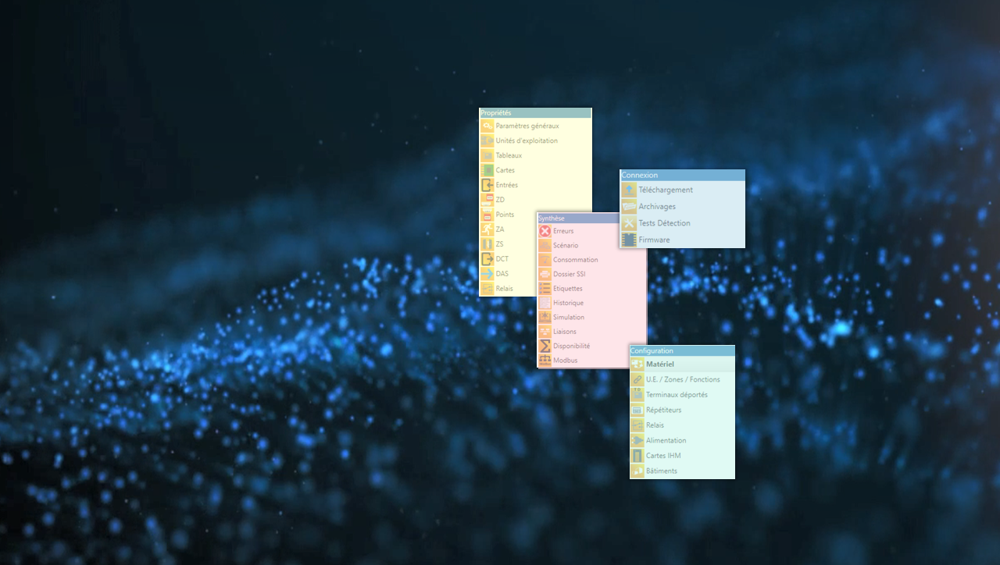 Propriétés
Paramètres généraux
Unités d'exploitation
Tableaux
Cartes
Entrées
ZD
Points
ZA
ZS
DCT
DAS
Relais
Connexion
Téléchargement
Archivages
Tests Détection
Firmware
Synthèse
Erreurs
Scénario
Consommation
Dossier SSI
Etiquettes
Historique
Simulation
Liaisons
Disponibilité
Modbus
Configuration
Matériel
U.E. / Zones / Fonctions
Terminaux déportés
Répétiteurs
Relais
Alimentation
Cartes IHM
Bâtiments